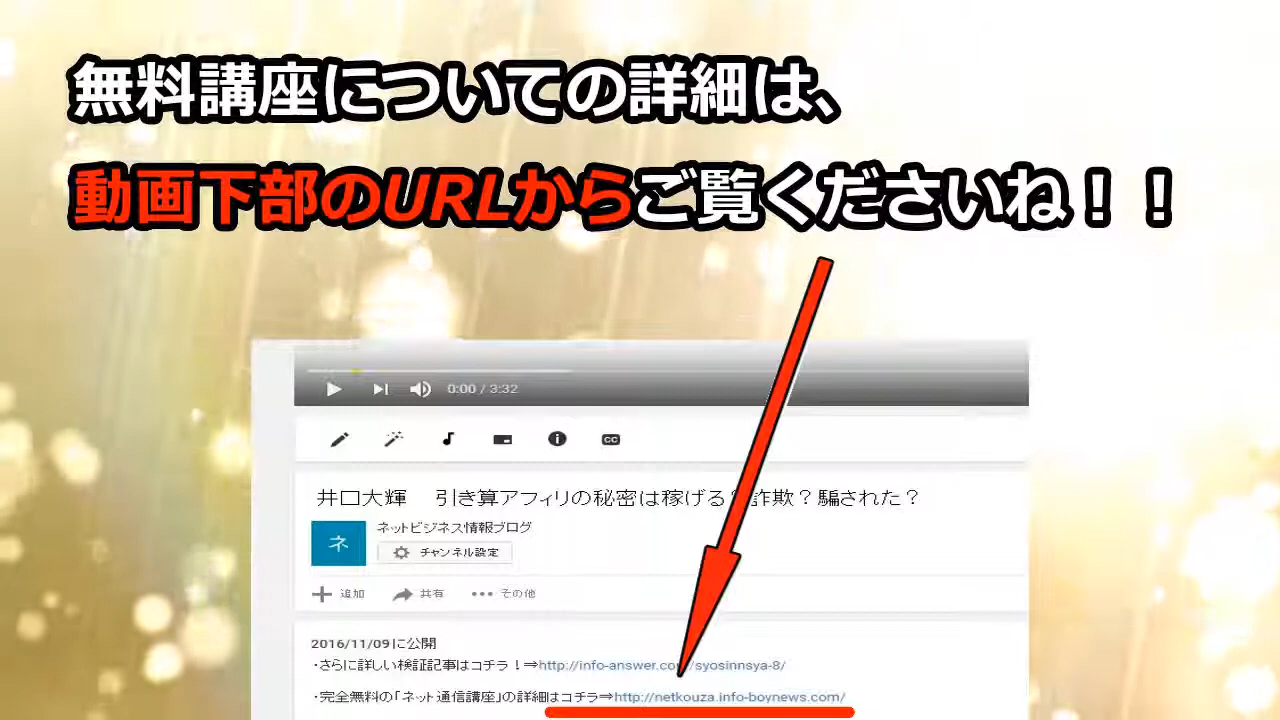 無料講座についての詳細は、
動画下部のURLからご覧くださいね！！
0:00 / 3:32
CC
井口大輝　引き算アフィリの秘密は稼げる？詐欺？騙された？
ネ
ネットビジネス情報ブログ
チャンネル設定
追加 共有 その他
2016/11/09に公開
・さらに詳しい検証記事はコチラ！⇒http://info-answer.com/syosinnsya-8/
・完全無料の「ネット通信講座」の詳細はコチラ⇒http://netkouza.info-boynews.com/